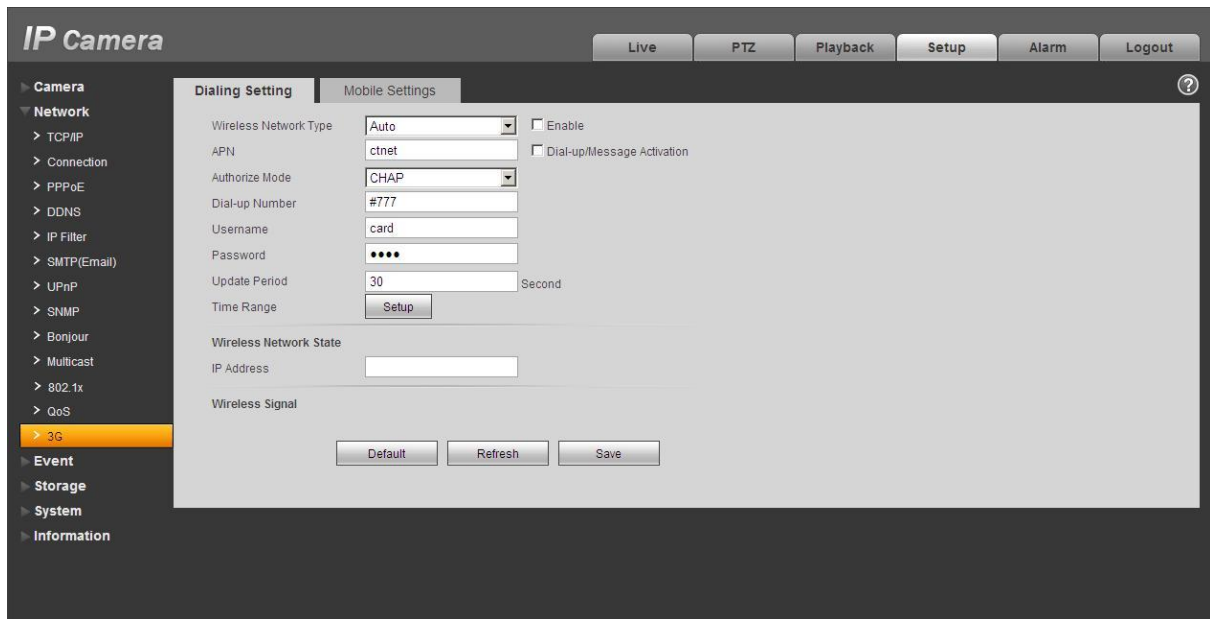 IP Camera
Live PTZ Playback Setup Alarm Logout
Camera
Network
TCP/IP
Connection
PPPoE
DDNS
IP Filter
SMTP(Email)
UPnP
SNMP
Bonjour
Multicast
802.1x
QoS
3G
Event
Storage
System
Information
Dialing Setting Mobile Settings
?
Wireless Network Type Auto Enable
APN ctnet Dial-up/Message Activation
Authorize Mode CHAP
Dial-up Number #777
Username card
Password ••••
Update Period 30 Second
Time Range Setup
Wireless Network State
IP Address
Wireless Signal
Default Refresh Save